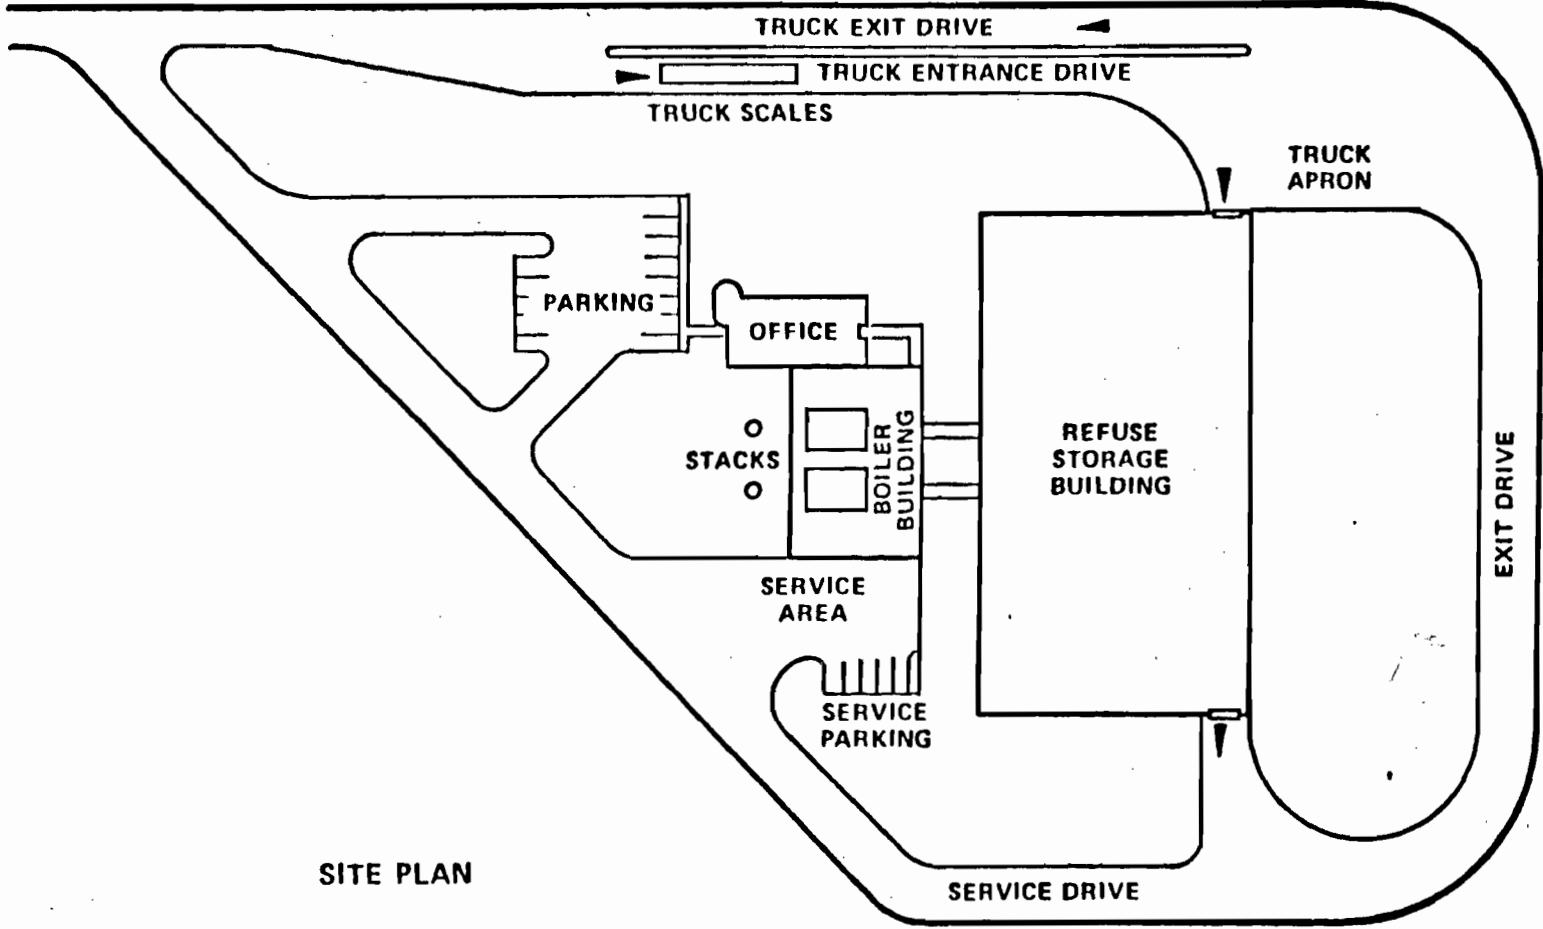 TRUCK EXIT DRIVE
TRUCK ENTRANCE DRIVE
TRUCK SCALES
TRUCK
APRON
PARKING
OFFICE
STACKS
BOILER
BUILDING
REFUSE
STORAGE
BUILDING
EXIT DRIVE
SERVICE
AREA
SERVICE
PARKING
SITE PLAN
SERVICE DRIVE